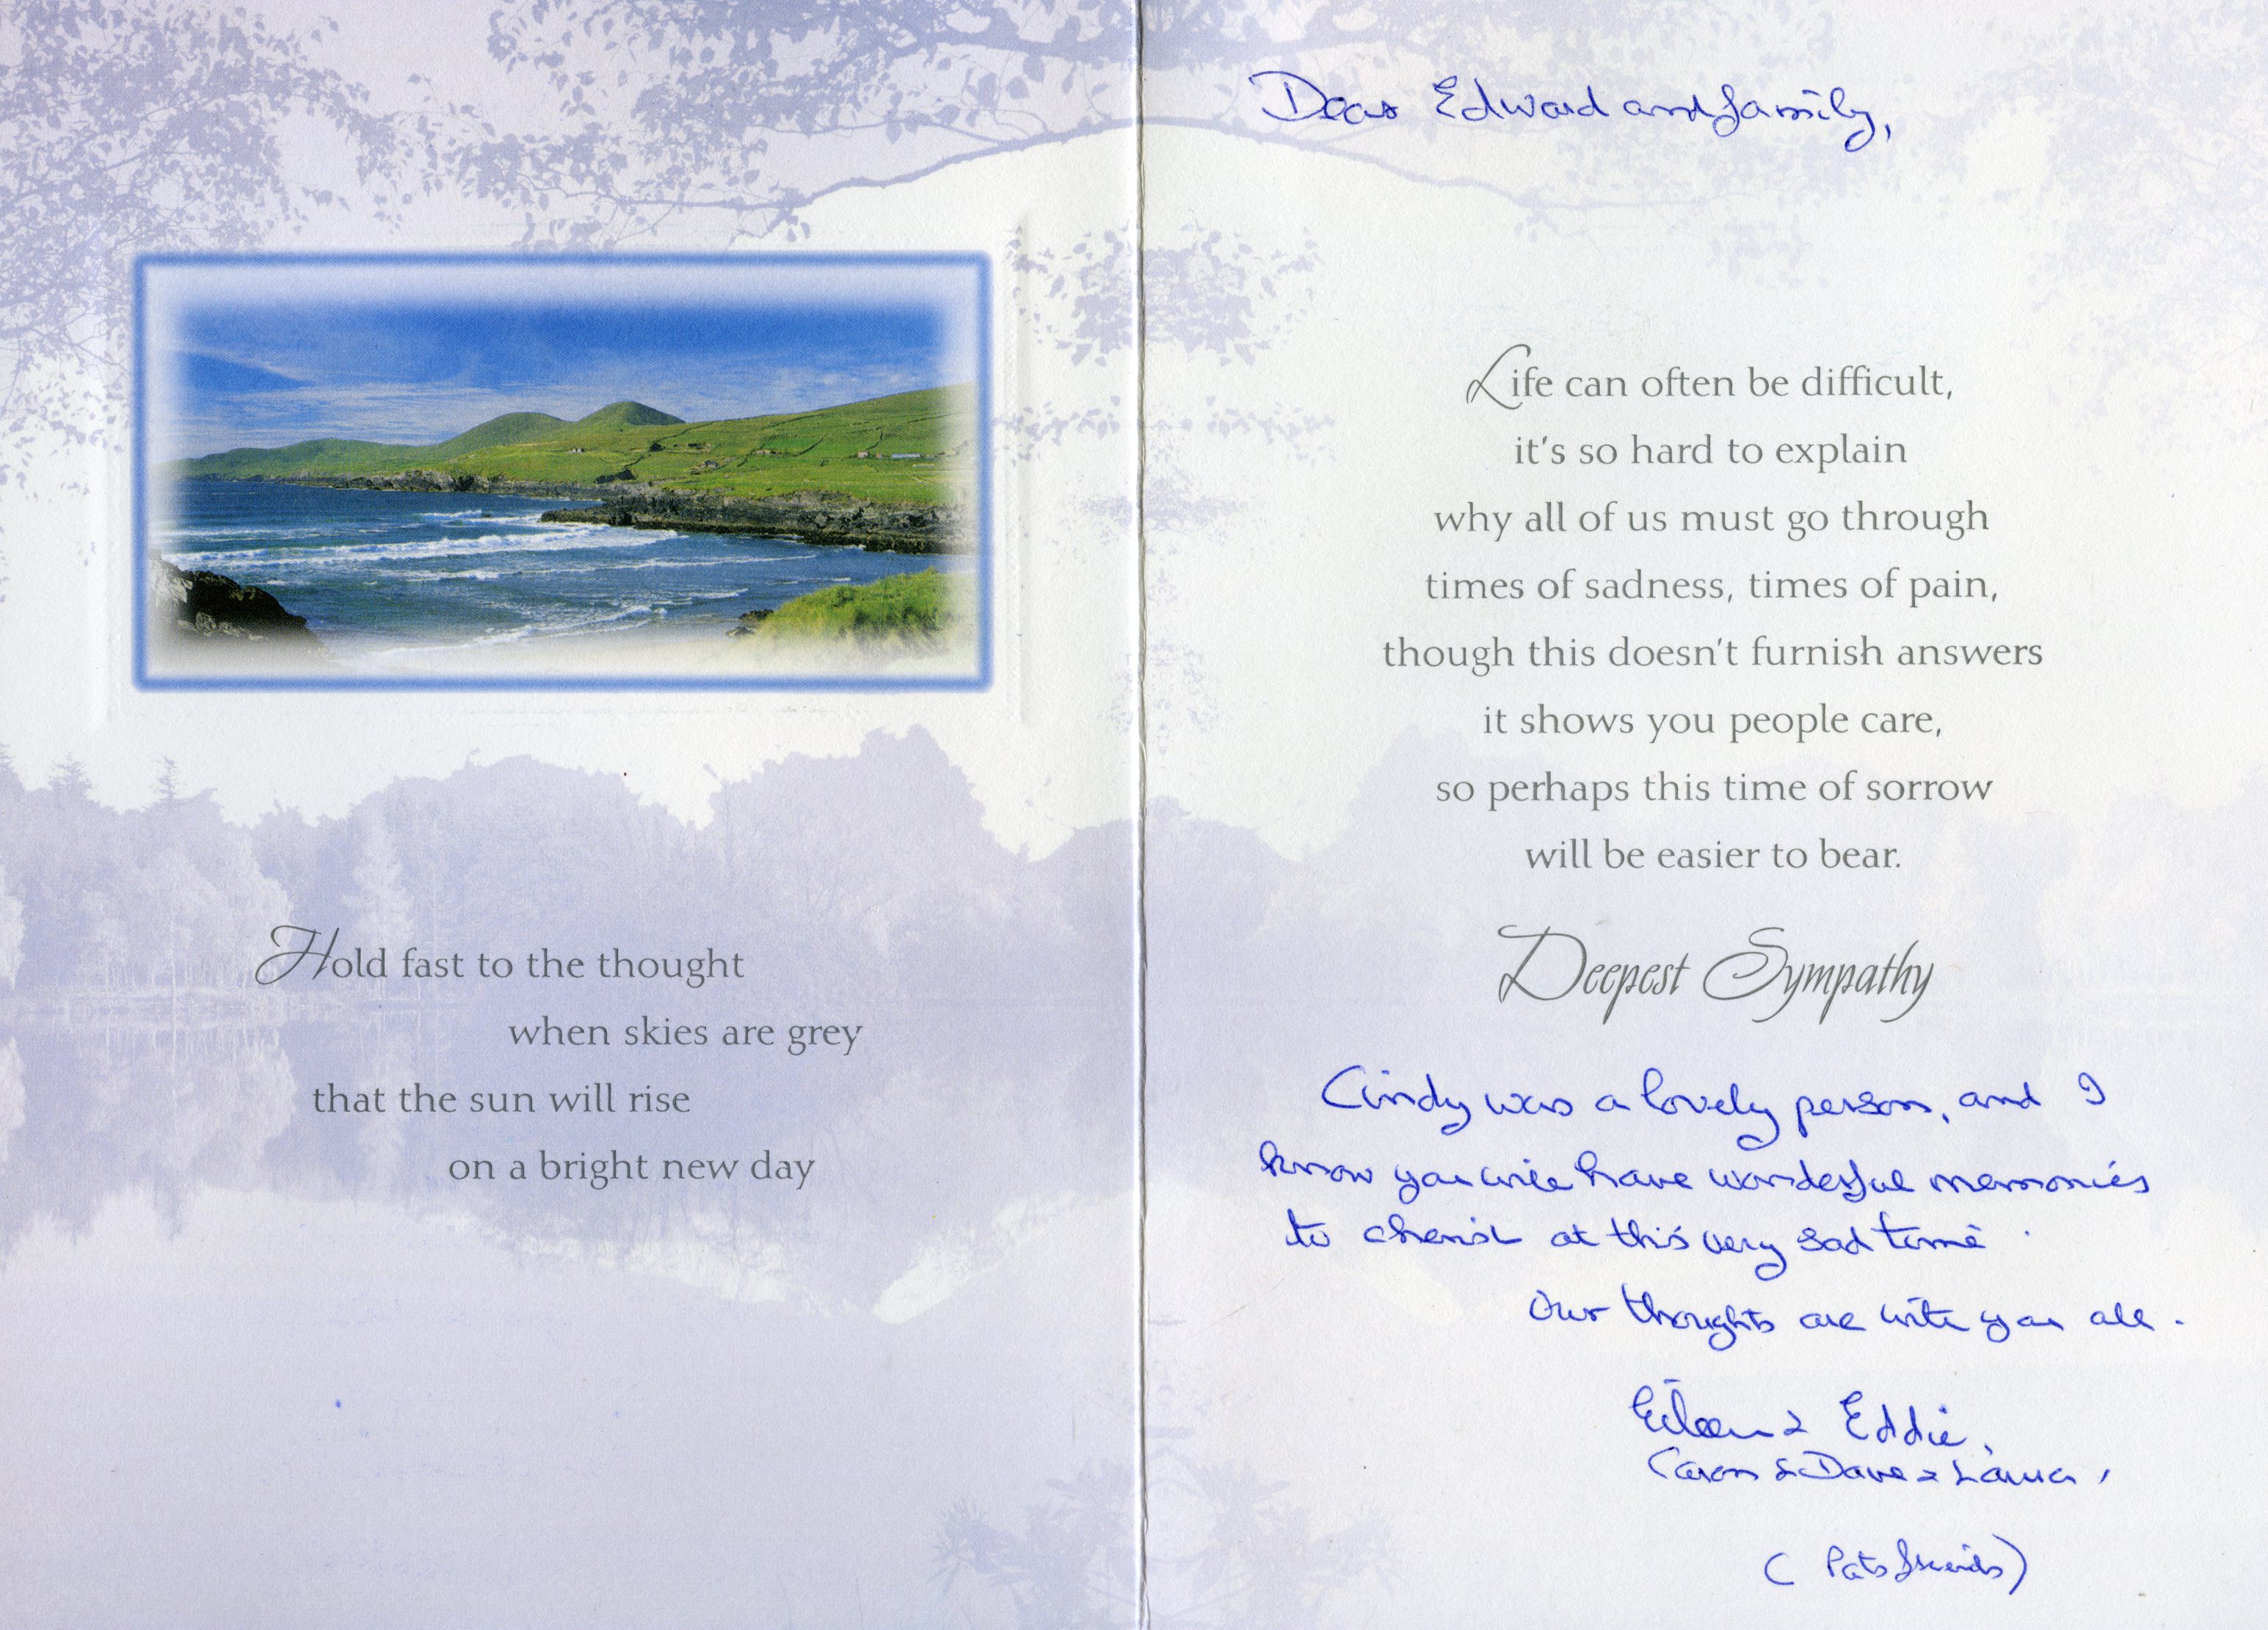 Hold fast to the thought
when skies are grey
that the sun will rise
on a bright new day
Dear Edward and family,
Life can often be difficult,
it's so hard to explain
why all of us must go through
times of sadness, times of pain,
though this doesn't furnish answers
it shows you people care,
so perhaps this time of sorrow
will be easier to bear.
Deepest Sympathy
Cindy was a lovely person, and I
know you will have wonderful memories
to cherish at this very sad time.
Our thoughts are with you all.
Eileen & Eddie,
& Dave & Laura,
(Pats friends)